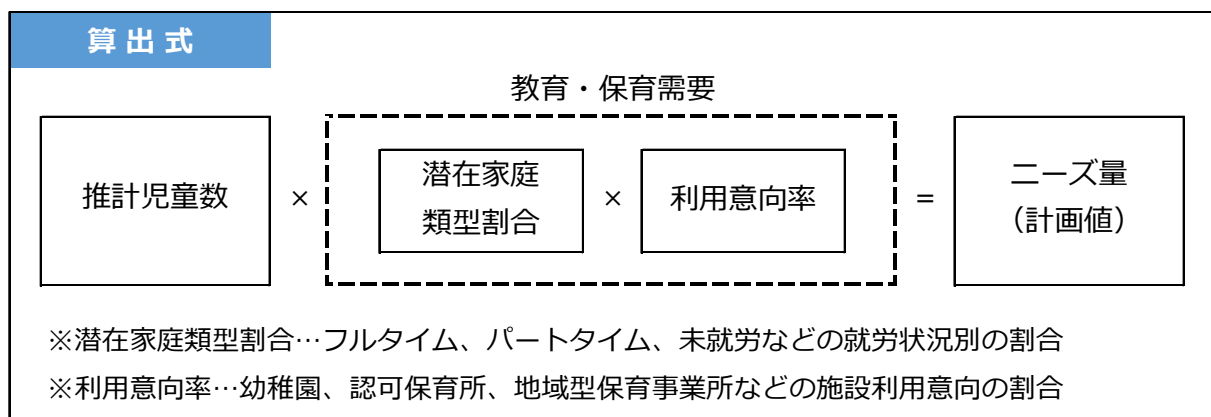 算 出 式
教育・保育需要
推計児童数
×
潜在家庭
類型割合
×
利用意向率
=
ニーズ量
（計画値）
※潜在家庭類型割合…フルタイム、パートタイム、未就労などの就労状況別の割合
※利用意向率…幼稚園、認可保育所、地域型保育事業所などの施設利用意向の割合